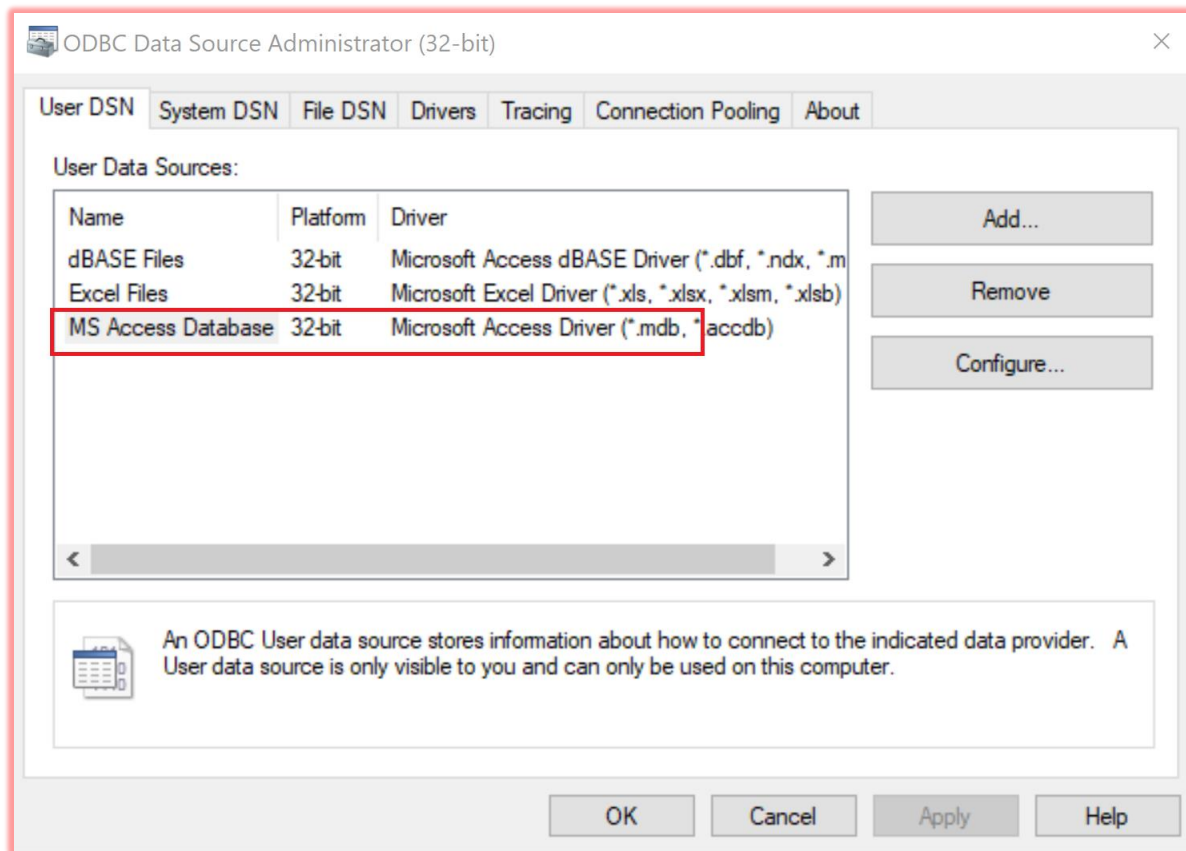 ODBC Data Source Administrator (32-bit)
User DSN System DSN File DSN Drivers Tracing Connection Pooling About
User Data Sources:
Name Platform Driver
dBASE Files 32-bit Microsoft Access dBASE Driver (*.dbf, *.ndx, *.m
Excel Files 32-bit Microsoft Excel Driver (*.xls, *.xlsx, *.xlsm, *.xlsb)
MS Access Database 32-bit Microsoft Access Driver (*.mdb, *.accdb)
Add...
Remove
Configure...
An ODBC User data source stores information about how to connect to the indicated data provider. A
User data source is only visible to you and can only be used on this computer.
OK Cancel Apply Help